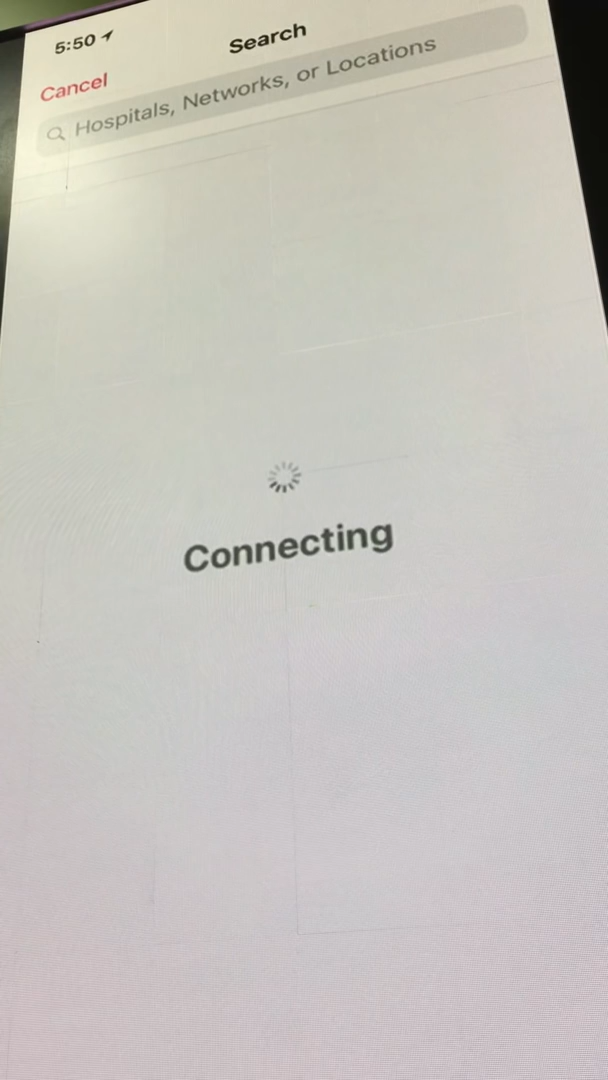 5:50
Search
Cancel
Hospitals, Networks, or Locations
Connecting